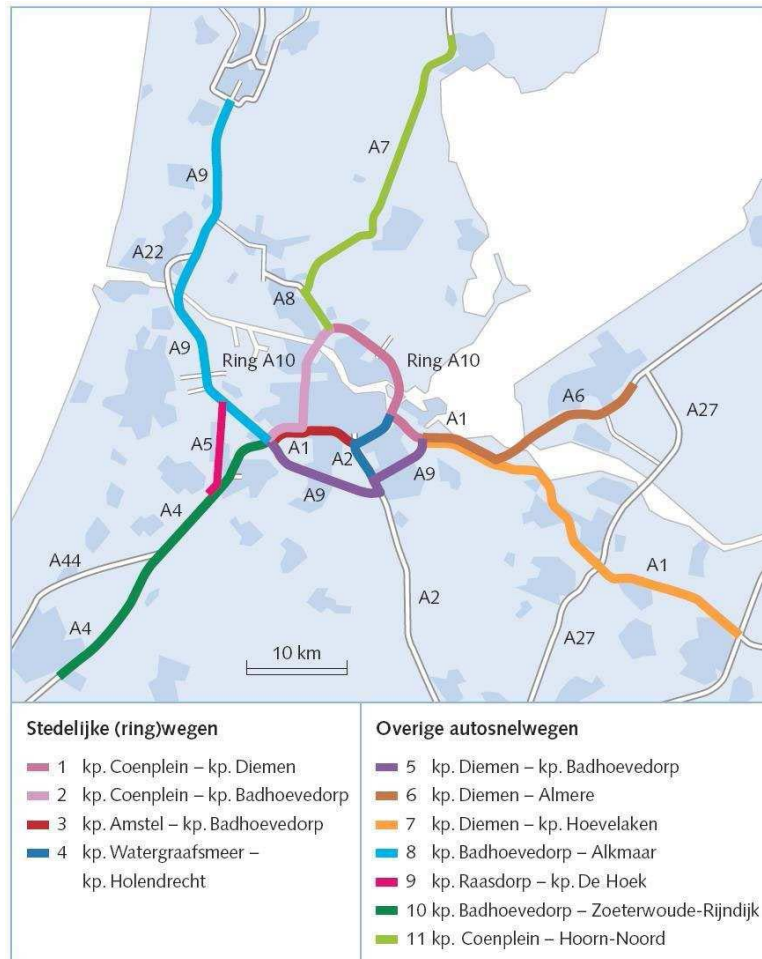 A7
A9
A22
A8
A9
Ring A10
Ring A10
A6
A27
A1
A5
A1
A2
A9
A9
A4
A44
A1
A2
A4
A27
10 km
Stedelijke (ring)wegen
1 kp. Coenplein – kp. Diemen
2 kp. Coenplein – kp. Badhoevedorp
3 kp. Amstel – kp. Badhoevedorp
4 kp. Watergraafsmeer –
kp. Holendrecht
Overige autosnelwegen
5 kp. Diemen – kp. Badhoevedorp
6 kp. Diemen – Almere
7 kp. Diemen – kp. Hoevelaken
8 kp. Badhoevedorp – Alkmaar
9 kp. Raasdorp – kp. De Hoek
10 kp. Badhoevedorp – Zoeterwoude-Rijndijk
11 kp. Coenplein – Hoorn-Noord